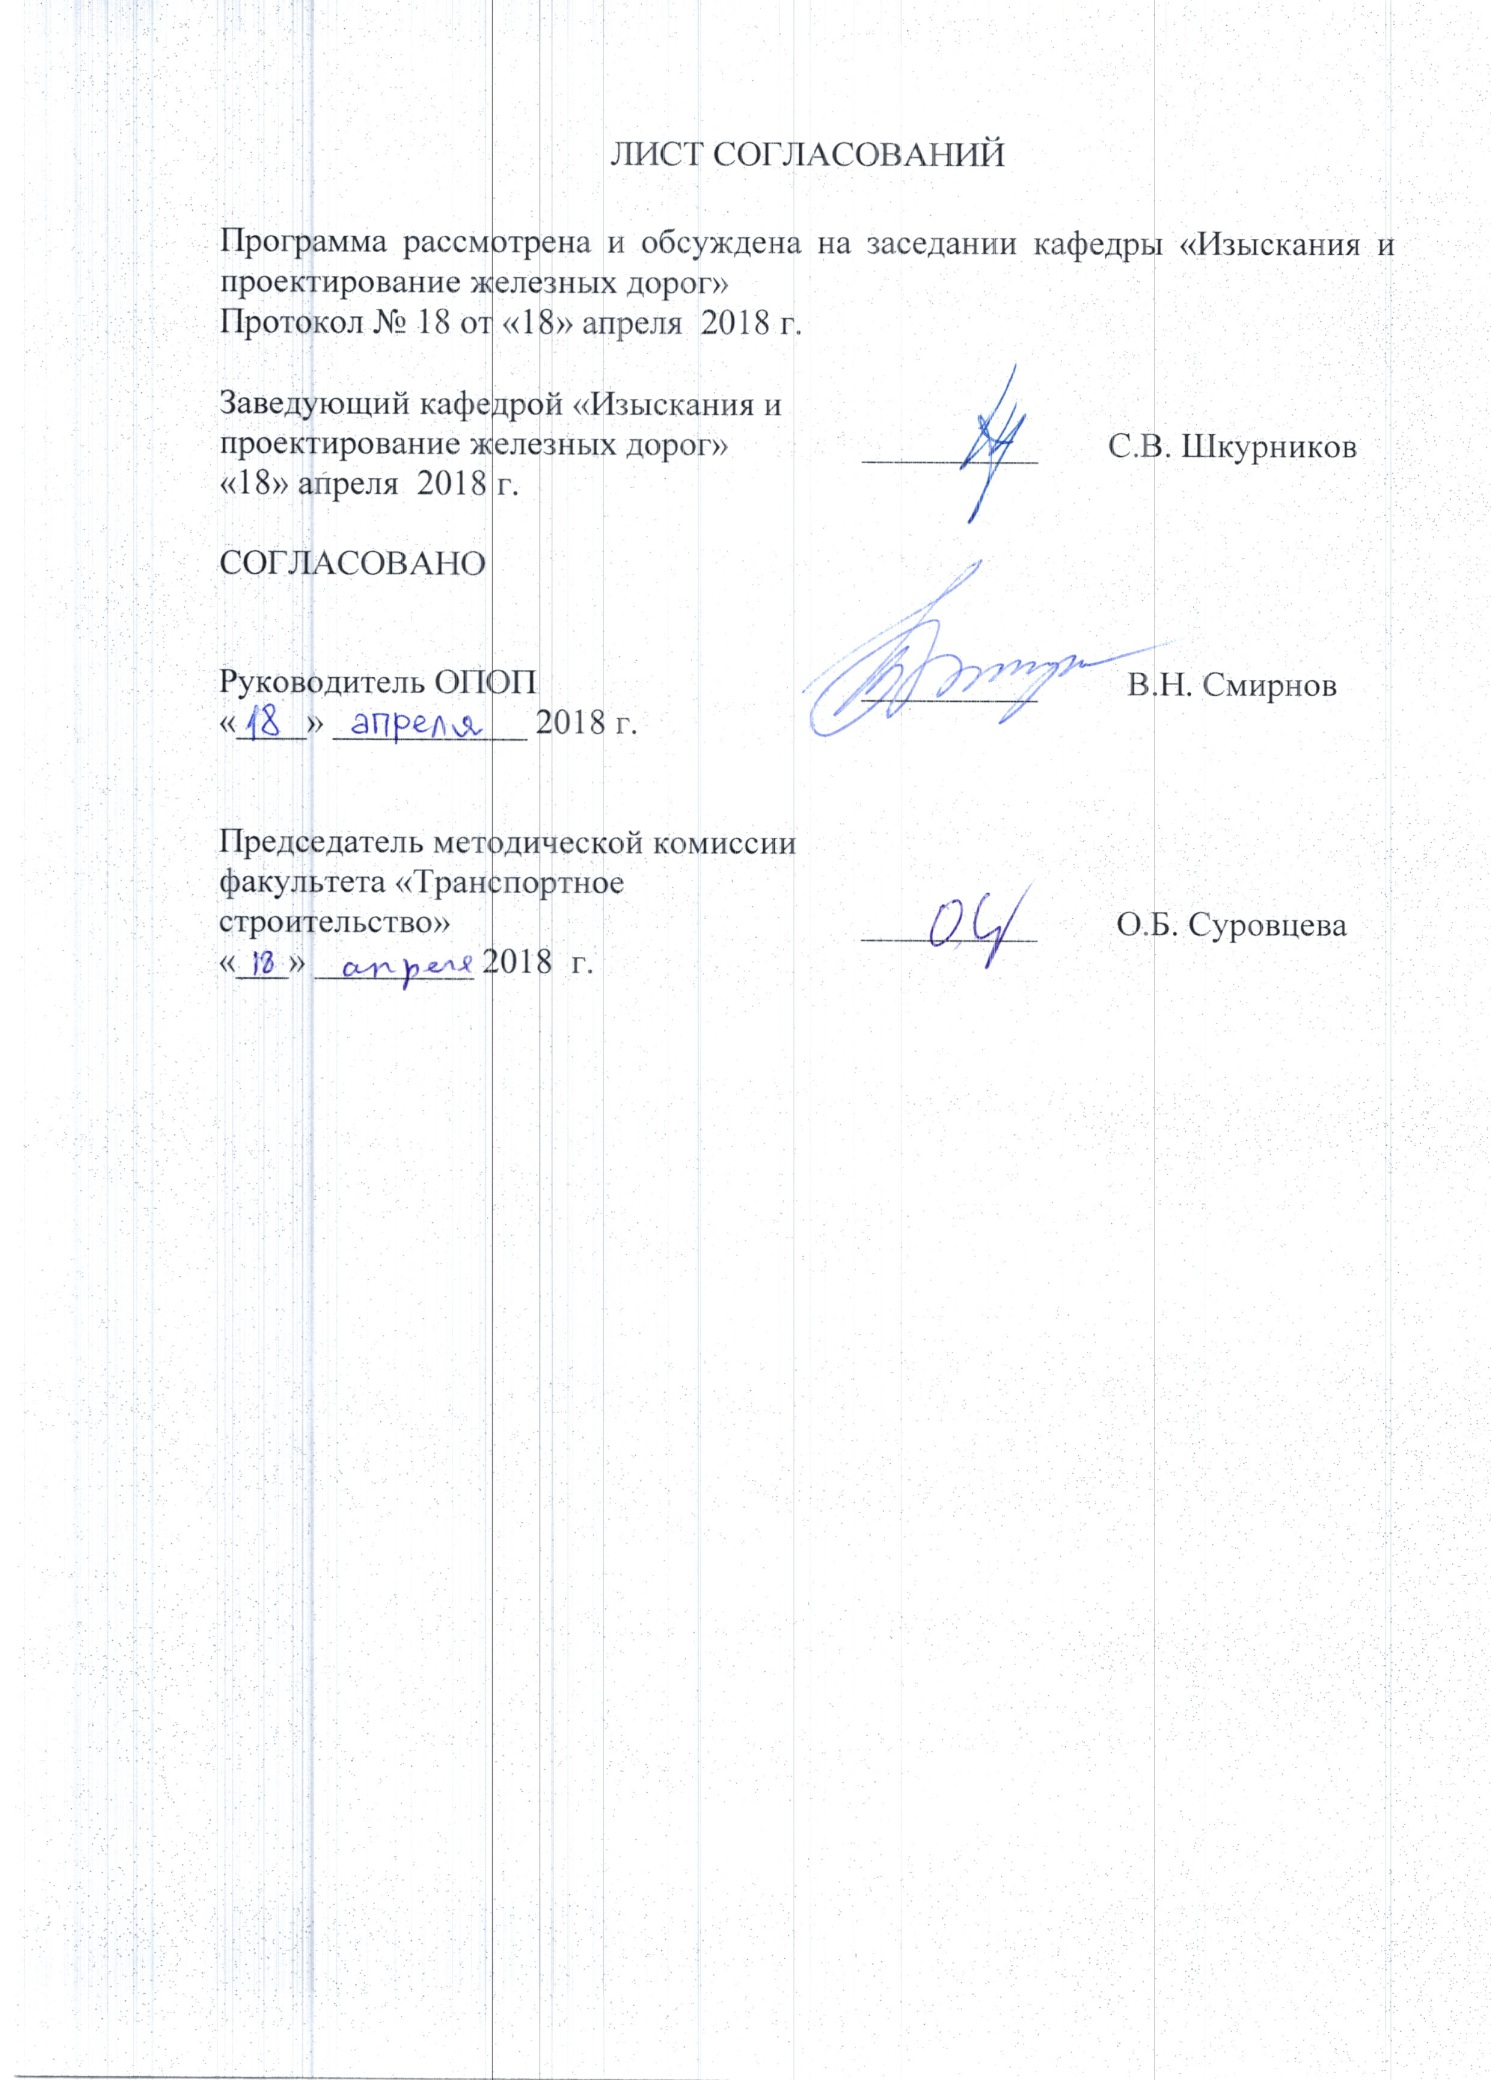 ЛИСТ СОГЛАСОВАНИЙ
Программа рассмотрена и обсуждена на заседании кафедры «Изыскания и
проектирование железных дорог»
Протокол № 18 от «18» апреля 2018 г.
Заведующий кафедрой «Изыскания и
проектирование железных дорог» С.В. Шкурников
«18» апреля 2018 г.
СОГЛАСОВАНО
Руководитель ОПОП В.Н. Смирнов
«18» апреля 2018 г.
Председатель методической комиссии
факультета «Транспортное
строительство» О.Б. Суровцева
«18» апреля 2018 г.